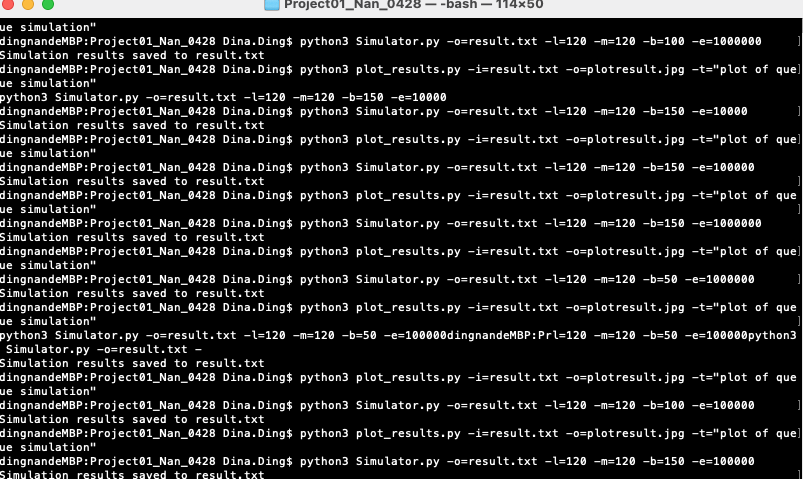 Project01_Nan_0428 — -bash — 114×50
ue simulation"
dingnandeMBP:Project01_Nan_0428 Dina.Ding$ python3 Simulator.py -o=result.txt -l=120 -m=120 -b=100 -e=1000000 ]
Simulation results saved to result.txt
dingnandeMBP:Project01_Nan_0428 Dina.Ding$ python3 plot_results.py -i=result.txt -o=plotresult.jpg -t="plot of que]
ue simulation"
python3 Simulator.py -o=result.txt -l=120 -m=120 -b=150 -e=10000
dingnandeMBP:Project01_Nan_0428 Dina.Ding$ python3 Simulator.py -o=result.txt -l=120 -m=120 -b=150 -e=10000 ]
Simulation results saved to result.txt
dingnandeMBP:Project01_Nan_0428 Dina.Ding$ python3 plot_results.py -i=result.txt -o=plotresult.jpg -t="plot of que]
ue simulation"
dingnandeMBP:Project01_Nan_0428 Dina.Ding$ python3 Simulator.py -o=result.txt -l=120 -m=120 -b=150 -e=100000 ]
Simulation results saved to result.txt
dingnandeMBP:Project01_Nan_0428 Dina.Ding$ python3 plot_results.py -i=result.txt -o=plotresult.jpg -t="plot of que]
ue simulation" ]
dingnandeMBP:Project01_Nan_0428 Dina.Ding$ python3 Simulator.py -o=result.txt -l=120 -m=120 -b=150 -e=1000000 ]
Simulation results saved to result.txt
dingnandeMBP:Project01_Nan_0428 Dina.Ding$ python3 plot_results.py -i=result.txt -o=plotresult.jpg -t="plot of que]
ue simulation"
dingnandeMBP:Project01_Nan_0428 Dina.Ding$ python3 Simulator.py -o=result.txt -l=120 -m=120 -b=50 -e=1000000 ]
Simulation results saved to result.txt
dingnandeMBP:Project01_Nan_0428 Dina.Ding$ python3 plot_results.py -i=result.txt -o=plotresult.jpg -t="plot of que]
ue simulation" ]
python3 Simulator.py -o=result.txt -l=120 -m=120 -b=50 -e=100000dingnandeMBP:Prl=120 -m=120 -b=50 -e=100000python3
 Simulator.py -o=result.txt -
Simulation results saved to result.txt
dingnandeMBP:Project01_Nan_0428 Dina.Ding$ python3 plot_results.py -i=result.txt -o=plotresult.jpg -t="plot of que]
ue simulation"
dingnandeMBP:Project01_Nan_0428 Dina.Ding$ python3 Simulator.py -o=result.txt -l=120 -m=120 -b=100 -e=100000 ]
Simulation results saved to result.txt
dingnandeMBP:Project01_Nan_0428 Dina.Ding$ python3 plot_results.py -i=result.txt -o=plotresult.jpg -t="plot of que]
ue simulation"
dingnandeMBP:Project01_Nan_0428 Dina.Ding$ python3 Simulator.py -o=result.txt -l=120 -m=120 -b=150 -e=100000 ]
Simulation results saved to result.txt